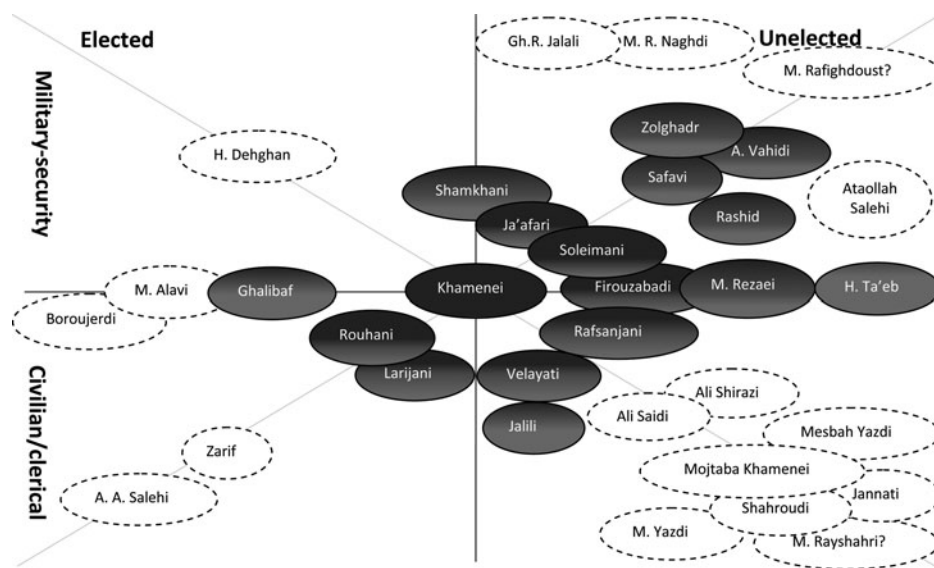 Elected
Unelected
Military-security
Civilian/clerical
Gh.R. Jalali
M. R. Naghdi
M. Rafighdoust?
Zolghadr
H. Dehghan
A. Vahidi
Safavi
Shamkhani
Ataollah
Salehi
Ja'afari
Rashid
Soleimani
M. Alavi
Ghalibaf
Khamenei
Firouzabadi
M. Rezaei
H. Ta'eb
Boroujerdi
Rouhani
Rafsanjani
Larijani
Velayati
Ali Shirazi
Ali Saidi
Jalili
Mesbah Yazdi
Zarif
Mojtaba Khamenei
A. A. Salehi
Jannati
Shahroudi
M. Yazdi
M. Rayshahri?